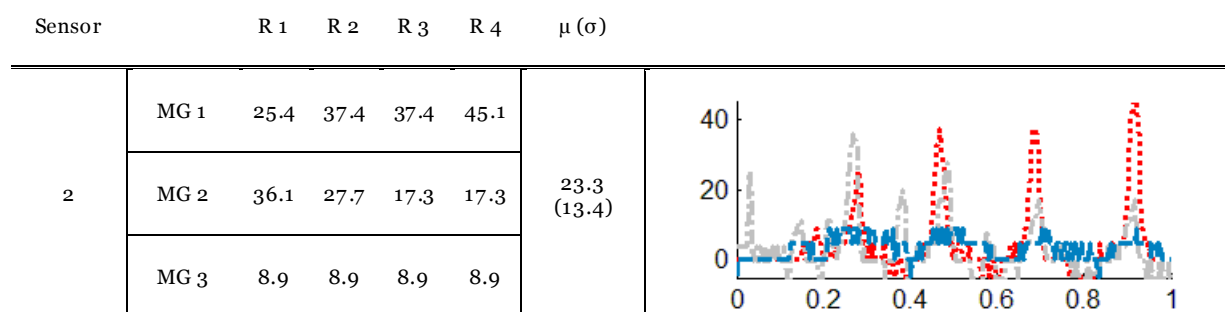 Sensor R 1 R 2 R 3 R 4 μ (σ)
MG 1 25.4 37.4 37.4 45.1
2 MG 2 36.1 27.7 17.3 17.3 23.3
(13.4)
MG 3 8.9 8.9 8.9 8.9
40
20
0
0 0.2 0.4 0.6 0.8 1